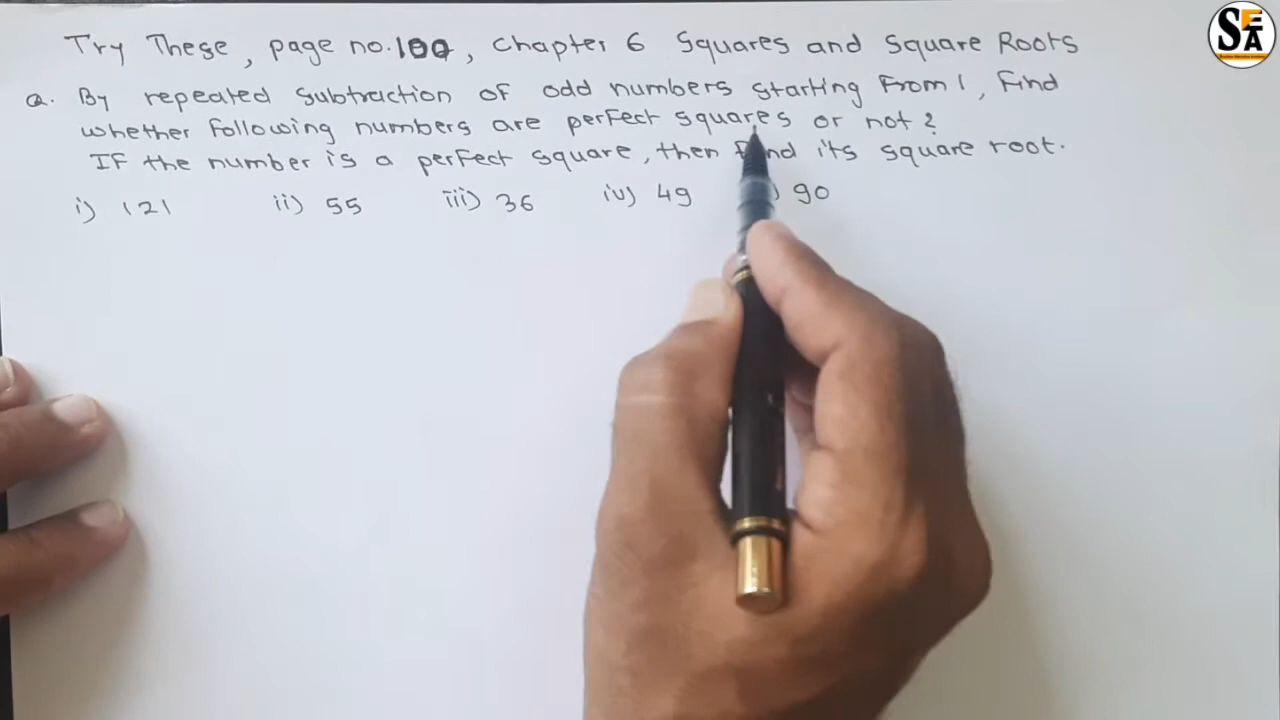 Try These, page no.100, Chapter 6 Squares and Square Roots
Q. By repeated subtraction of odd numbers starting from 1, find
whether following numbers are perfect squares or not?
If the number is a perfect square, then find its square root.
i) 121 ii) 55 iii) 36 iv) 49 ) 90
SEA